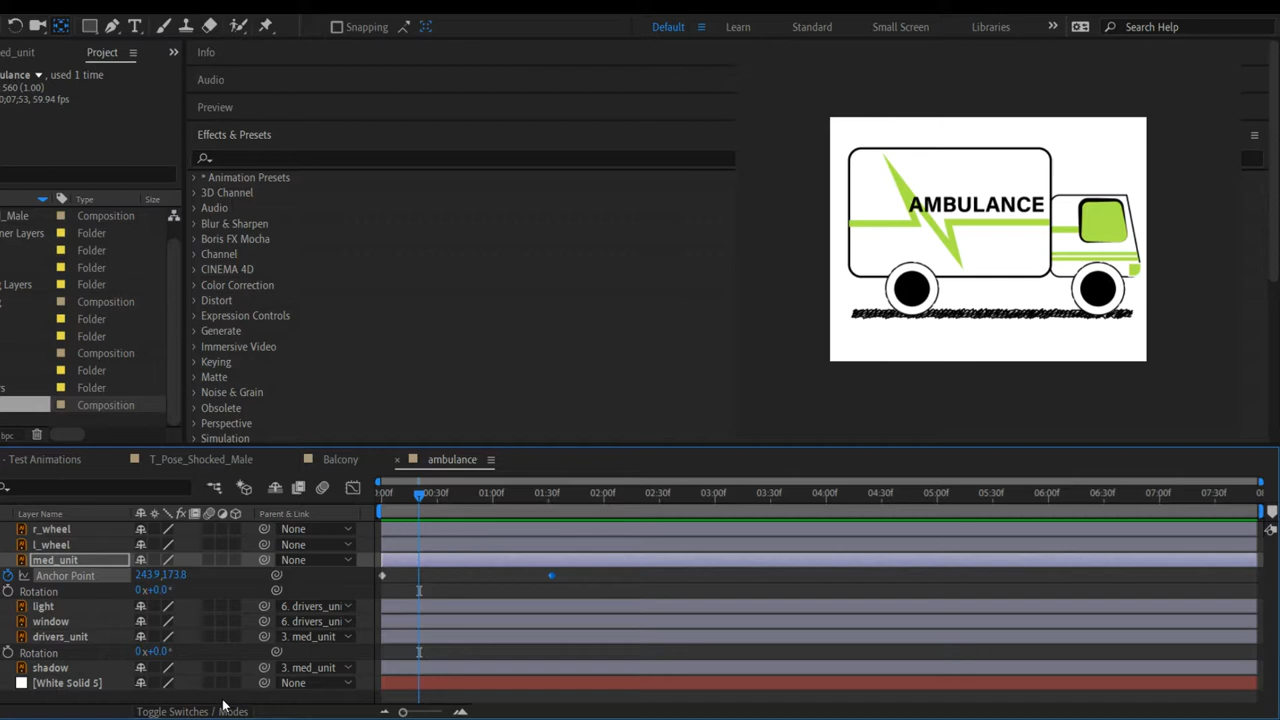 Snapping
Default
Learn
Standard
Small Screen
Libraries
Search Help
ed_unit
Project
Info
ulance ▼, used 1 time
560 (1.00)
0;07,53, 59.94 fps
Audio
Preview
Effects & Presets
Type
Size
* Animation Presets
3D Channel
Audio
Blur & Sharpen
Boris FX Mocha
Channel
CINEMA 4D
Color Correction
Distort
Expression Controls
Generate
Immersive Video
Keying
Matte
Noise & Grain
Obsolete
Perspective
Simulation
_Male
Composition
ner Layers
Folder
Folder
Folder
ing Layers
Folder
Composition
Folder
Folder
Composition
Folder
rs
Folder
Composition
bpc
AMBULANCE
- Test Animations
T_Pose_Shocked_Male
Balcony
ambulance
:00f
00:30f
01:00f
01:30f
02:00f
02:30f
03:00f
03:30f
04:00f
04:30f
05:00f
05:30f
06:00f
06:30f
07:00f
07:30f
08
Layer Name
Parent & Link
r_wheel
None
l_wheel
None
med_unit
None
Anchor Point
243.9,173.8
Rotation
0x+0.0°
light
6. drivers_uni
window
6. drivers_uni
drivers_unit
3. med_unit
Rotation
0x+0.0°
shadow
3. med_unit
[White Solid 5]
None
Toggle Switches / Modes